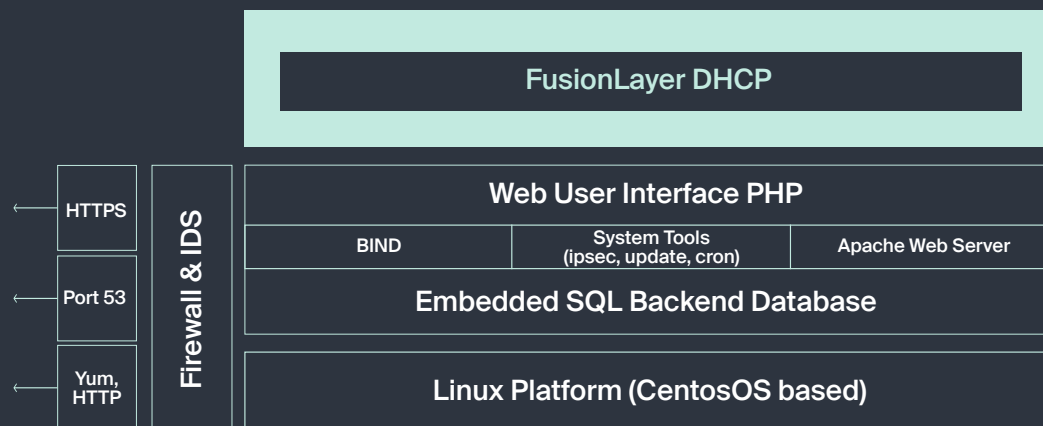 FusionLayer DHCP
HTTPS
Port 53
Yum,
HTTP
Firewall & IDS
Web User Interface PHP
BIND
System Tools
(ipsec, update, cron)
Apache Web Server
Embedded SQL Backend Database
Linux Platform (CentosOS based)